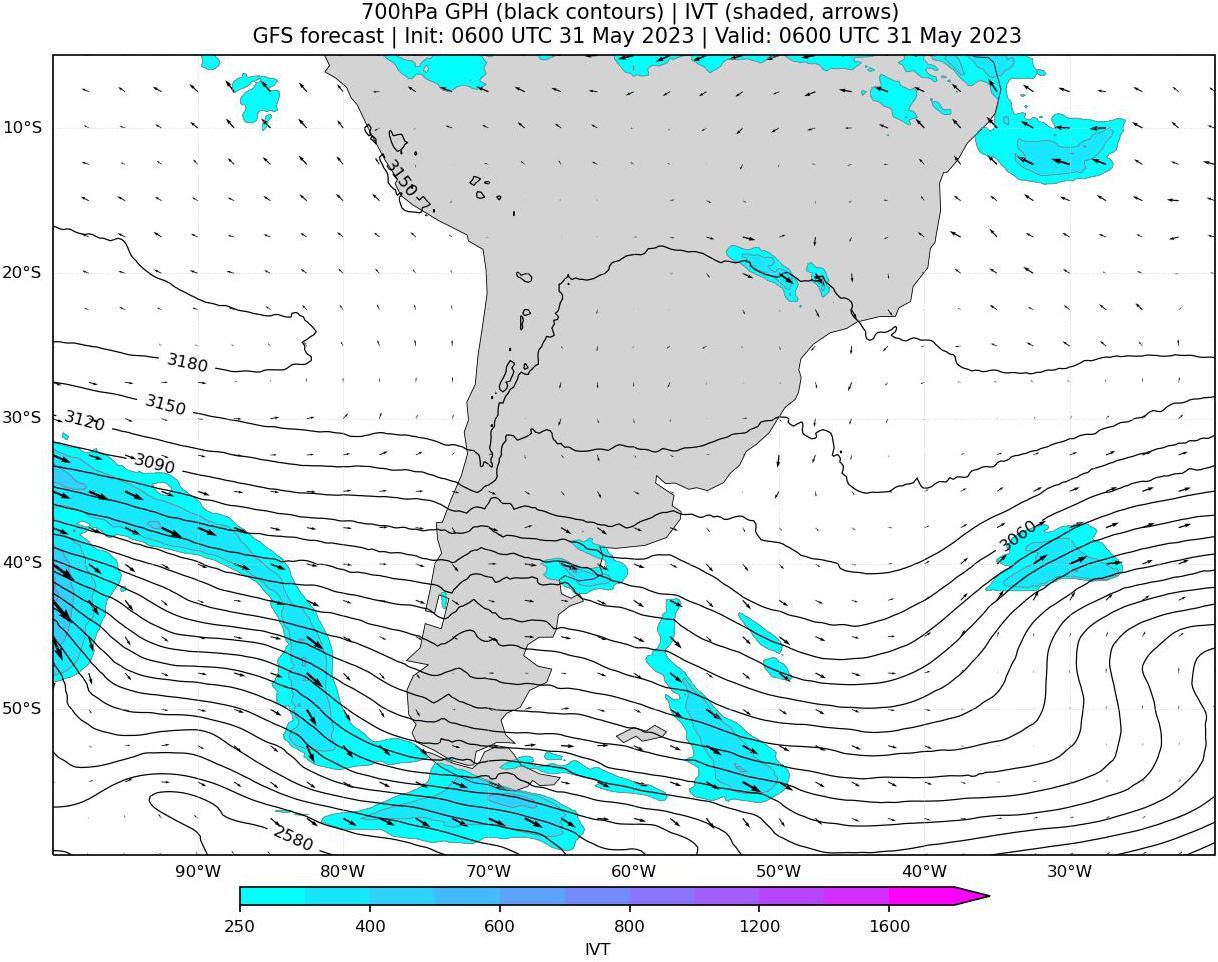 700hPa GPH (black contours) | IVT (shaded, arrows)
GFS forecast | Init: 0600 UTC 31 May 2023 | Valid: 0600 UTC 31 May 2023
10°S
3150
20°S
3180
3150
30°S
3120
3090
3060
40°S
50°S
2580
90°W 80°W 70°W 60°W 50°W 40°W 30°W
250 400 600 800 1200 1600
IVT